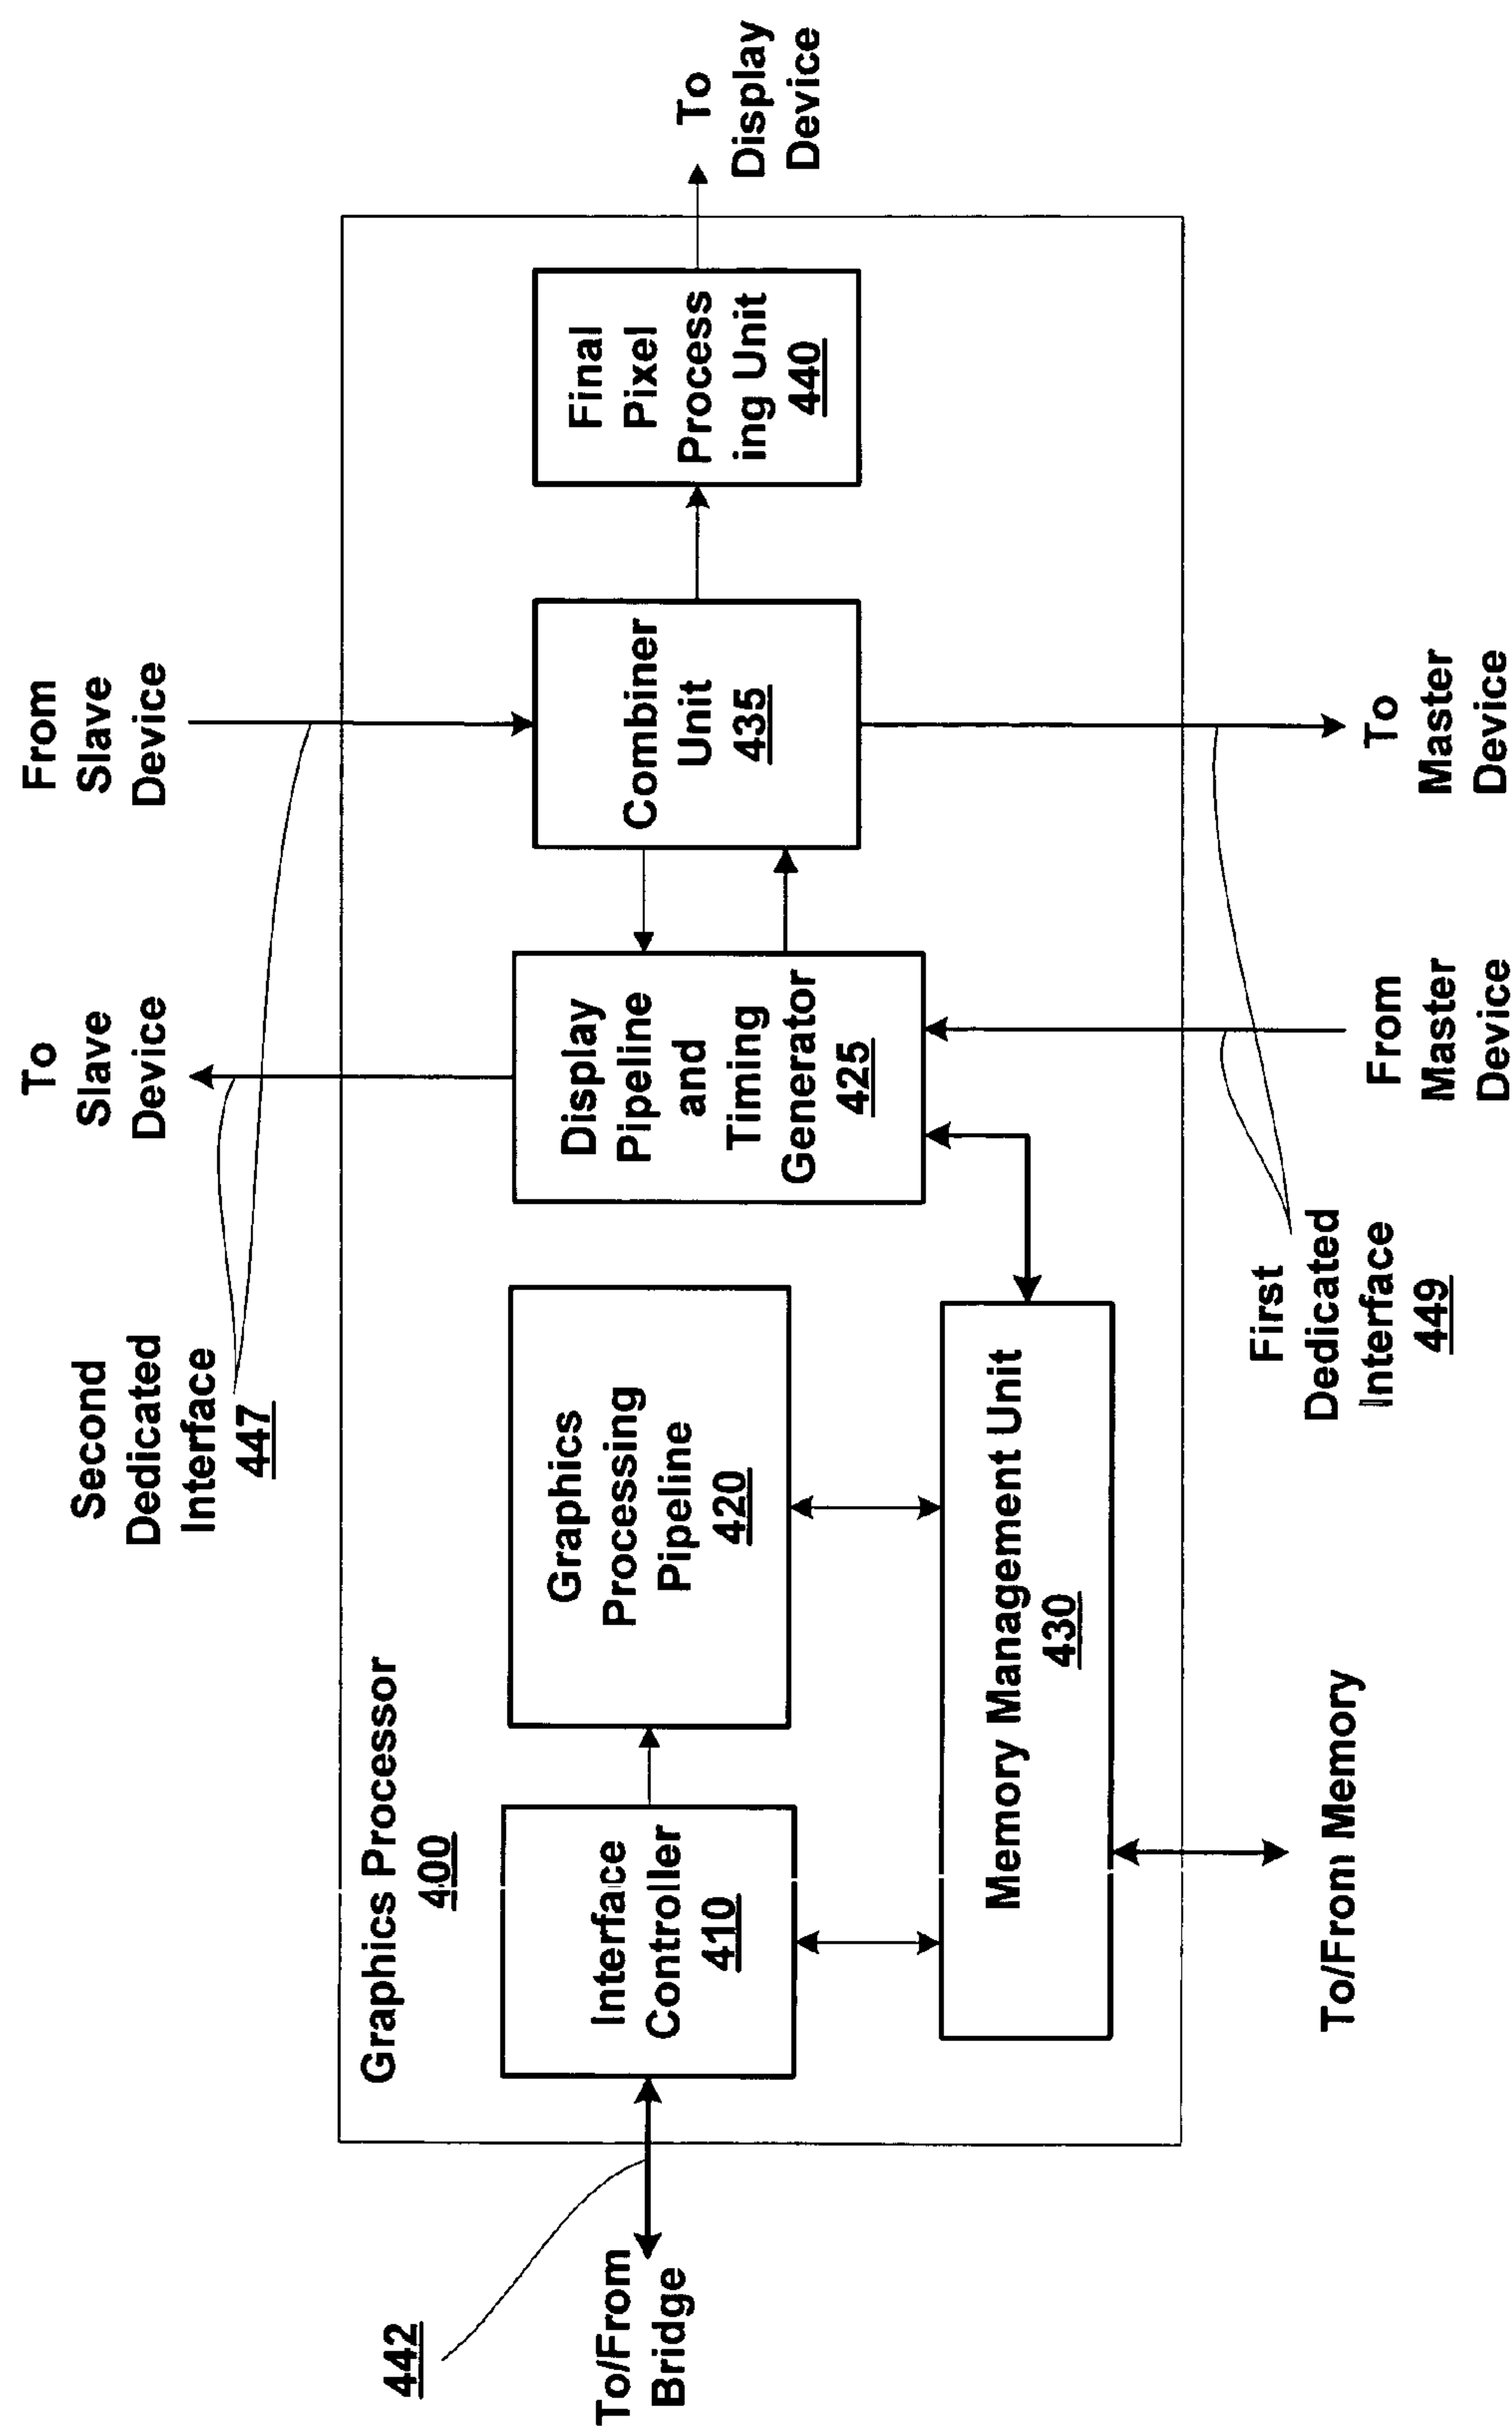 Second
Dedicated
Interface
447
To
Slave
Device
From
Slave
Device
Graphics Processor
400
442
To/From
Bridge
Interface
Controller
410
Graphics
Processing
Pipeline
420
Display
Pipeline
and
Timing
Generator
425
Combiner
Unit
435
Final
Pixel
Process
ing Unit
440
To
Display
Device
Memory Management Unit
430
To/From Memory
First
Dedicated
Interface
449
From
Master
Device
To
Master
Device